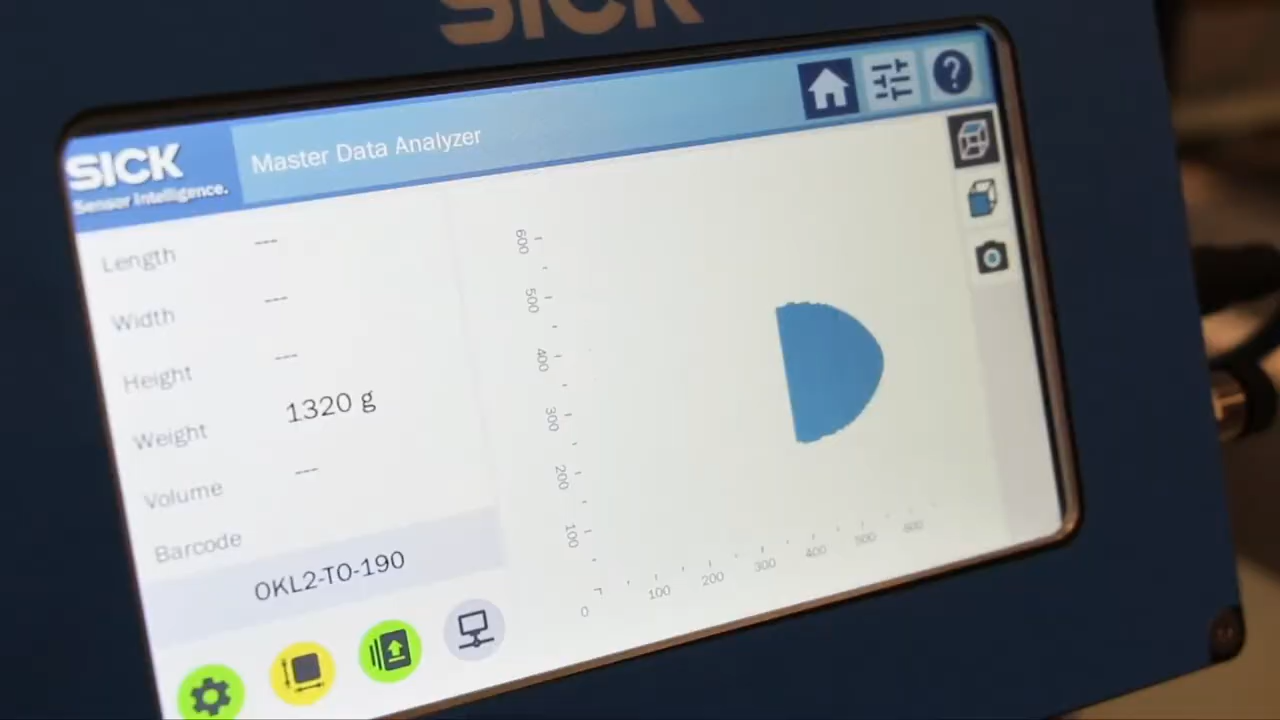 SICK
SICK
Sensor Intelligence.
Master Data Analyzer
?
Length ---
Width ---
Height ---
Weight 1320 g
Volume ---
Barcode
OKL2-TO-190
600
500
400
300
200
100
0
100
200
300
400
500
600